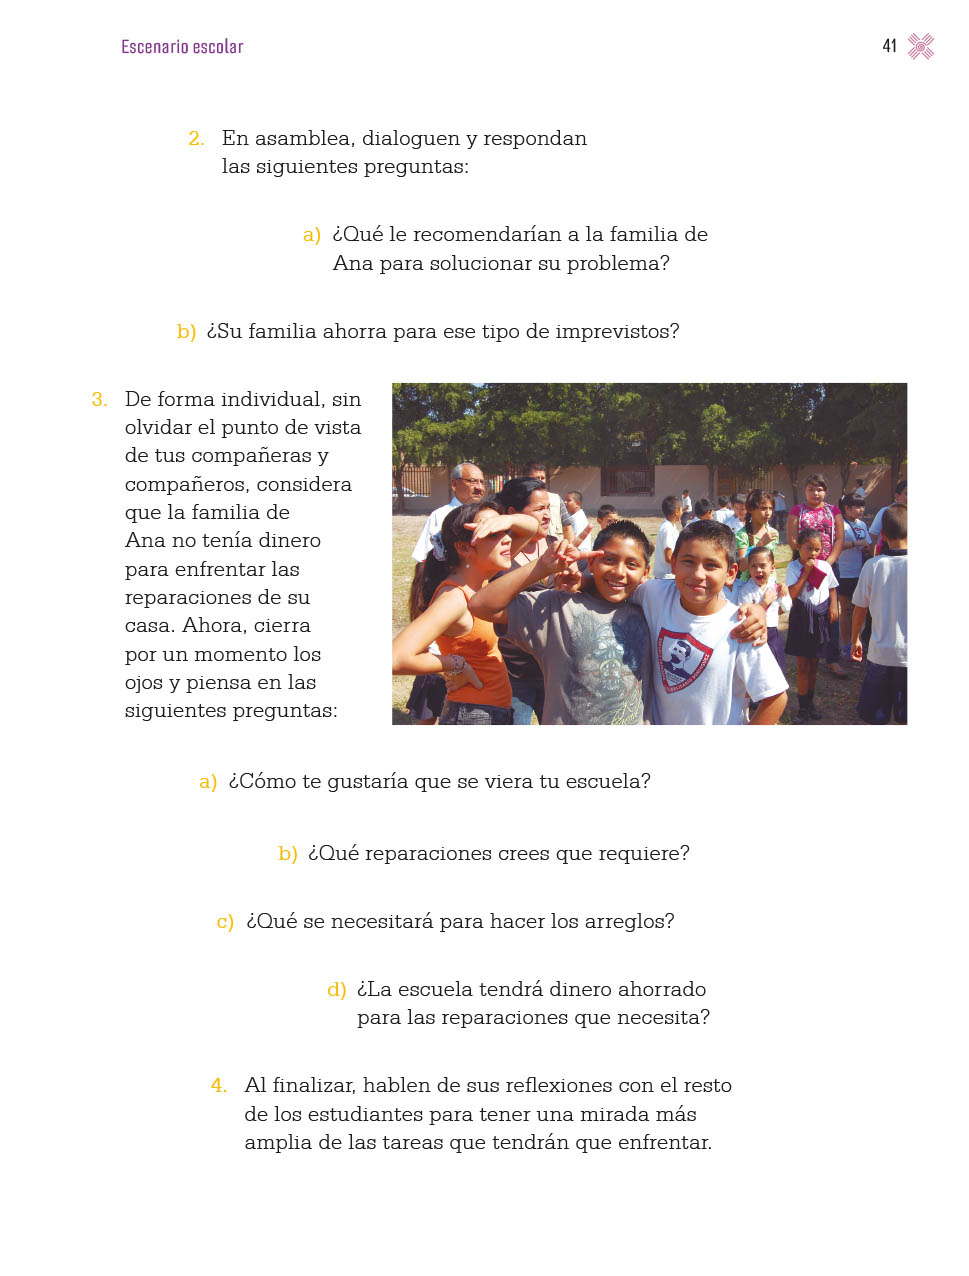 Escenario escolar
41
2. En asamblea, dialoguen y respondan
las siguientes preguntas:
a) ¿Qué le recomendarían a la familia de
Ana para solucionar su problema?
b) ¿Su familia ahorra para ese tipo de imprevistos?
3. De forma individual, sin
olvidar el punto de vista
de tus compañeras y
compañeros, considera
que la familia de
Ana no tenía dinero
para enfrentar las
reparaciones de su
casa. Ahora, cierra
por un momento los
ojos y piensa en las
siguientes preguntas:
a) ¿Cómo te gustaría que se viera tu escuela?
b) ¿Qué reparaciones crees que requiere?
c) ¿Qué se necesitará para hacer los arreglos?
d) ¿La escuela tendrá dinero ahorrado
para las reparaciones que necesita?
4. Al finalizar, hablen de sus reflexiones con el resto
de los estudiantes para tener una mirada más
amplia de las tareas que tendrán que enfrentar.